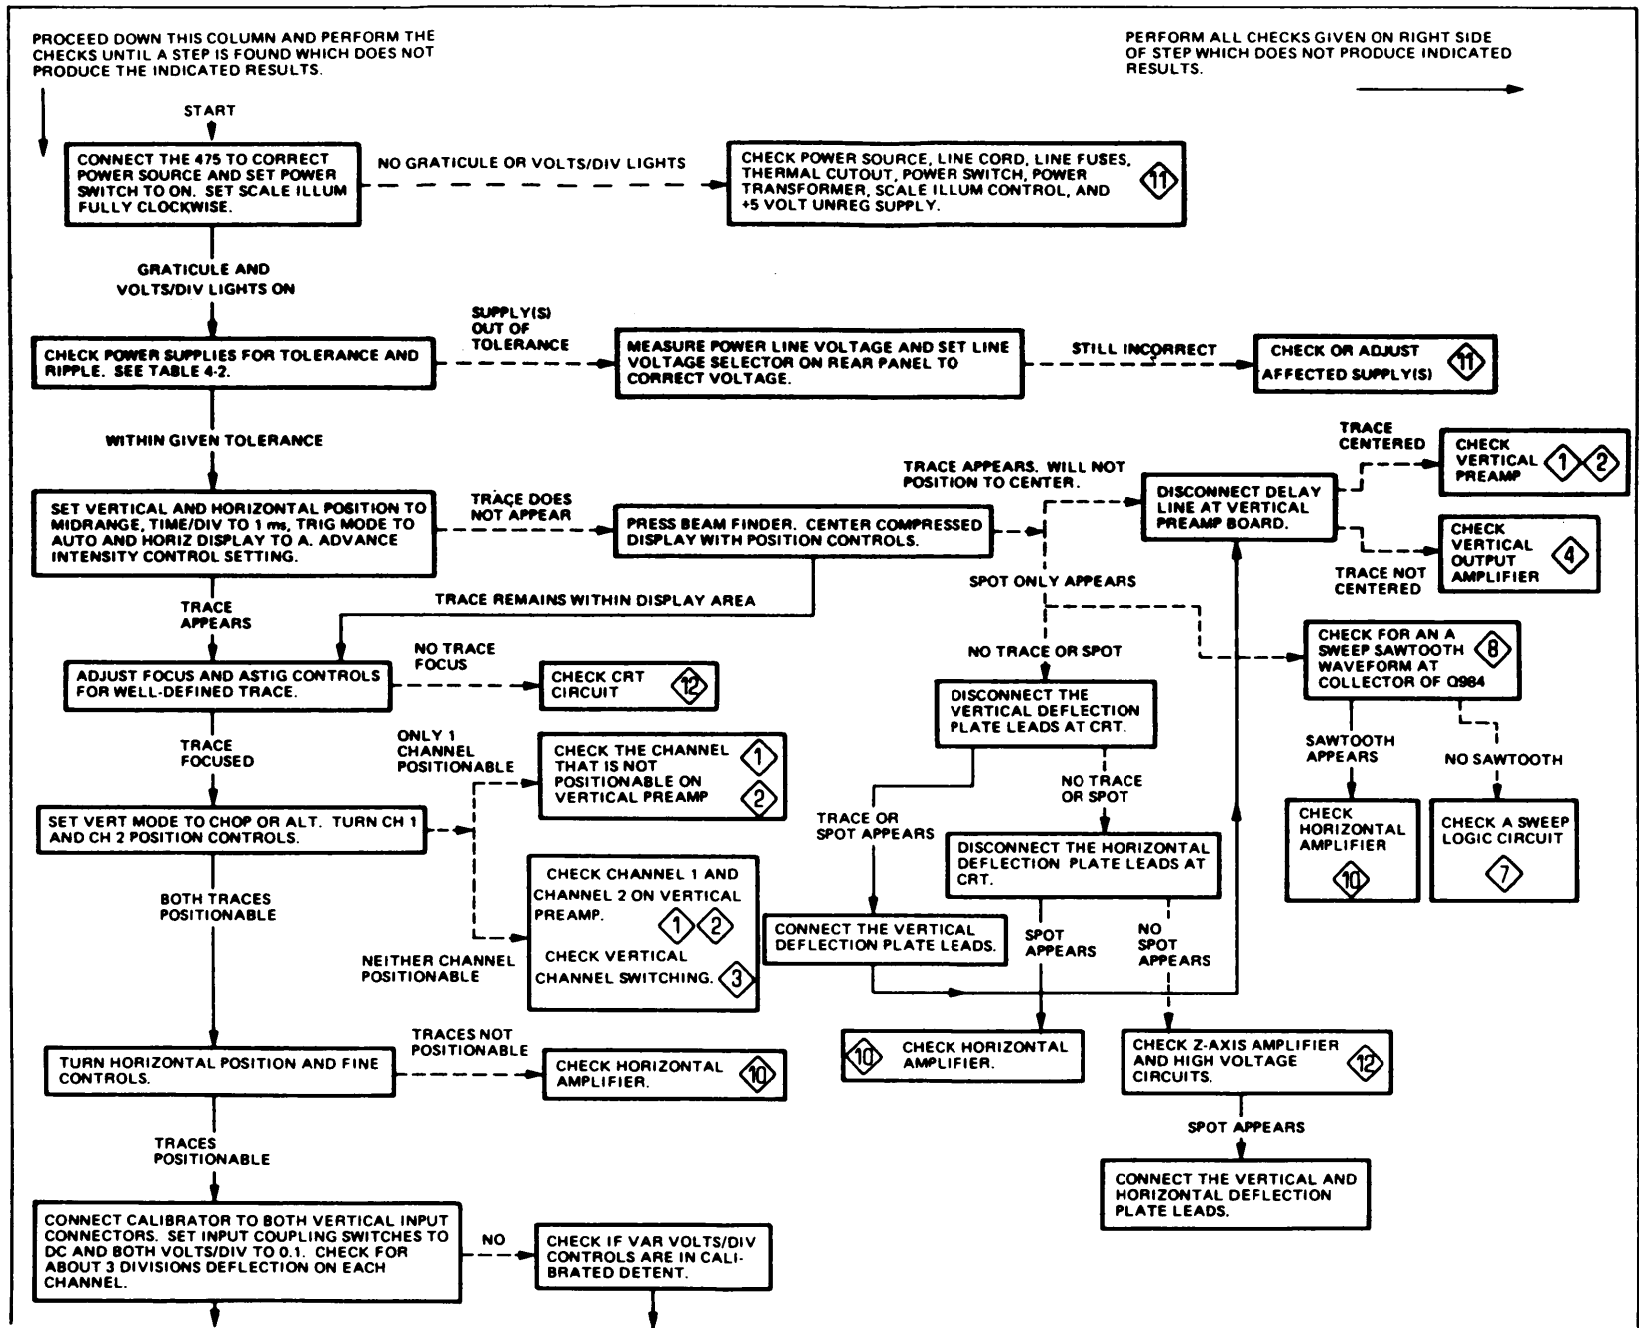 PROCEED DOWN THIS COLUMN AND PERFORM THE
CHECKS UNTIL A STEP IS FOUND WHICH DOES NOT
PRODUCE THE INDICATED RESULTS.
PERFORM ALL CHECKS GIVEN ON RIGHT SIDE
OF STEP WHICH DOES NOT PRODUCE INDICATED
RESULTS.
START
CONNECT THE 475 TO CORRECT
POWER SOURCE AND SET POWER
SWITCH TO ON. SET SCALE ILLUM
FULLY CLOCKWISE.
NO GRATICULE OR VOLTS/DIV LIGHTS
CHECK POWER SOURCE, LINE CORD, LINE FUSES,
THERMAL CUTOUT, POWER SWITCH, POWER
TRANSFORMER, SCALE ILLUM CONTROL, AND
+5 VOLT UNREG SUPPLY.
11
GRATICULE AND
VOLTS/DIV LIGHTS ON
CHECK POWER SUPPLIES FOR TOLERANCE AND
RIPPLE. SEE TABLE 4-2.
SUPPLY(S)
OUT OF
TOLERANCE
MEASURE POWER LINE VOLTAGE AND SET LINE
VOLTAGE SELECTOR ON REAR PANEL TO
CORRECT VOLTAGE.
STILL INCORRECT
CHECK OR ADJUST
AFFECTED SUPPLY(S)
11
WITHIN GIVEN TOLERANCE
SET VERTICAL AND HORIZONTAL POSITION TO
MIDRANGE, TIME/DIV TO 1 ms, TRIG MODE TO
AUTO AND HORIZ DISPLAY TO A. ADVANCE
INTENSITY CONTROL SETTING.
TRACE DOES
NOT APPEAR
PRESS BEAM FINDER. CENTER COMPRESSED
DISPLAY WITH POSITION CONTROLS.
TRACE APPEARS. WILL NOT
POSITION TO CENTER.
DISCONNECT DELAY
LINE AT VERTICAL
PREAMP BOARD.
TRACE
CENTERED
CHECK
VERTICAL
PREAMP
1
2
TRACE NOT
CENTERED
CHECK
VERTICAL
OUTPUT
AMPLIFIER
4
SPOT ONLY APPEARS
CHECK FOR AN A
SWEEP SAWTOOTH
WAVEFORM AT
COLLECTOR OF Q984
8
SAWTOOTH
APPEARS
NO SAWTOOTH
CHECK
HORIZONTAL
AMPLIFIER
10
CHECK A SWEEP
LOGIC CIRCUIT
7
NO TRACE OR SPOT
DISCONNECT THE
VERTICAL DEFLECTION
PLATE LEADS AT CRT.
TRACE OR
SPOT APPEARS
NO TRACE
OR SPOT
DISCONNECT THE HORIZONTAL
DEFLECTION PLATE LEADS AT
CRT.
CONNECT THE VERTICAL
DEFLECTION PLATE LEADS.
SPOT
APPEARS
NO
SPOT
APPEARS
10
CHECK HORIZONTAL
AMPLIFIER.
CHECK Z-AXIS AMPLIFIER
AND HIGH VOLTAGE
CIRCUITS.
12
SPOT APPEARS
CONNECT THE VERTICAL AND
HORIZONTAL DEFLECTION
PLATE LEADS.
TRACE
APPEARS
TRACE REMAINS WITHIN DISPLAY AREA
ADJUST FOCUS AND ASTIG CONTROLS
FOR WELL-DEFINED TRACE.
NO TRACE
FOCUS
CHECK CRT
CIRCUIT
12
TRACE
FOCUSED
SET VERT MODE TO CHOP OR ALT. TURN CH 1
AND CH 2 POSITION CONTROLS.
ONLY 1
CHANNEL
POSITIONABLE
CHECK THE CHANNEL
THAT IS NOT
POSITIONABLE ON
VERTICAL PREAMP
1
2
NEITHER CHANNEL
POSITIONABLE
CHECK CHANNEL 1 AND
CHANNEL 2 ON VERTICAL
PREAMP.
1
2
CHECK VERTICAL
CHANNEL SWITCHING.
3
BOTH TRACES
POSITIONABLE
TURN HORIZONTAL POSITION AND FINE
CONTROLS.
TRACES NOT
POSITIONABLE
CHECK HORIZONTAL
AMPLIFIER.
10
TRACES
POSITIONABLE
CONNECT CALIBRATOR TO BOTH VERTICAL INPUT
CONNECTORS. SET INPUT COUPLING SWITCHES TO
DC AND BOTH VOLTS/DIV TO 0.1. CHECK FOR
ABOUT 3 DIVISIONS DEFLECTION ON EACH
CHANNEL.
NO
CHECK IF VAR VOLTS/DIV
CONTROLS ARE IN CALI-
BRATED DETENT.